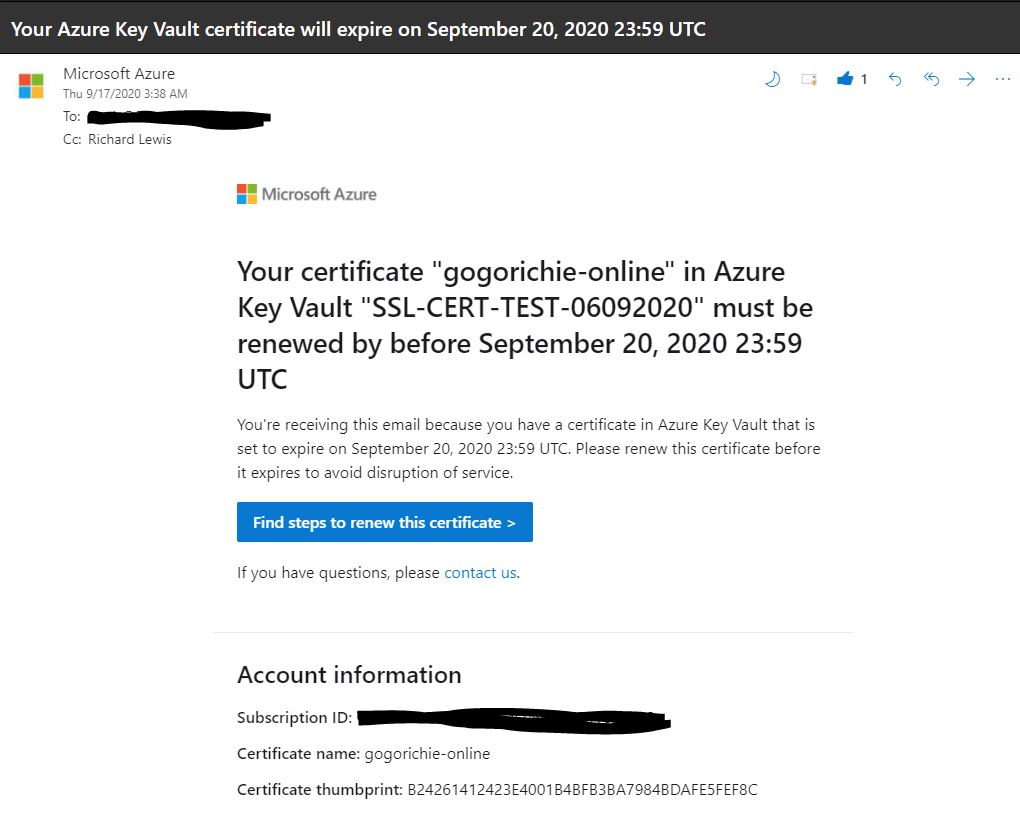 Your Azure Key Vault certificate will expire on September 20, 2020 23:59 UTC
Microsoft Azure
Thu 9/17/2020 3:38 AM
1
To:
Cc: Richard Lewis
Microsoft Azure
Your certificate "gogorichie-online" in Azure
Key Vault "SSL-CERT-TEST-06092020" must be
renewed by before September 20, 2020 23:59
UTC
You're receiving this email because you have a certificate in Azure Key Vault that is
set to expire on September 20, 2020 23:59 UTC. Please renew this certificate before
it expires to avoid disruption of service.
Find steps to renew this certificate >
If you have questions, please contact us.
Account information
Subscription ID:
Certificate name: gogorichie-online
Certificate thumbprint: B24261412423E4001B4BFB3BA7984BDAFE5FEF8C